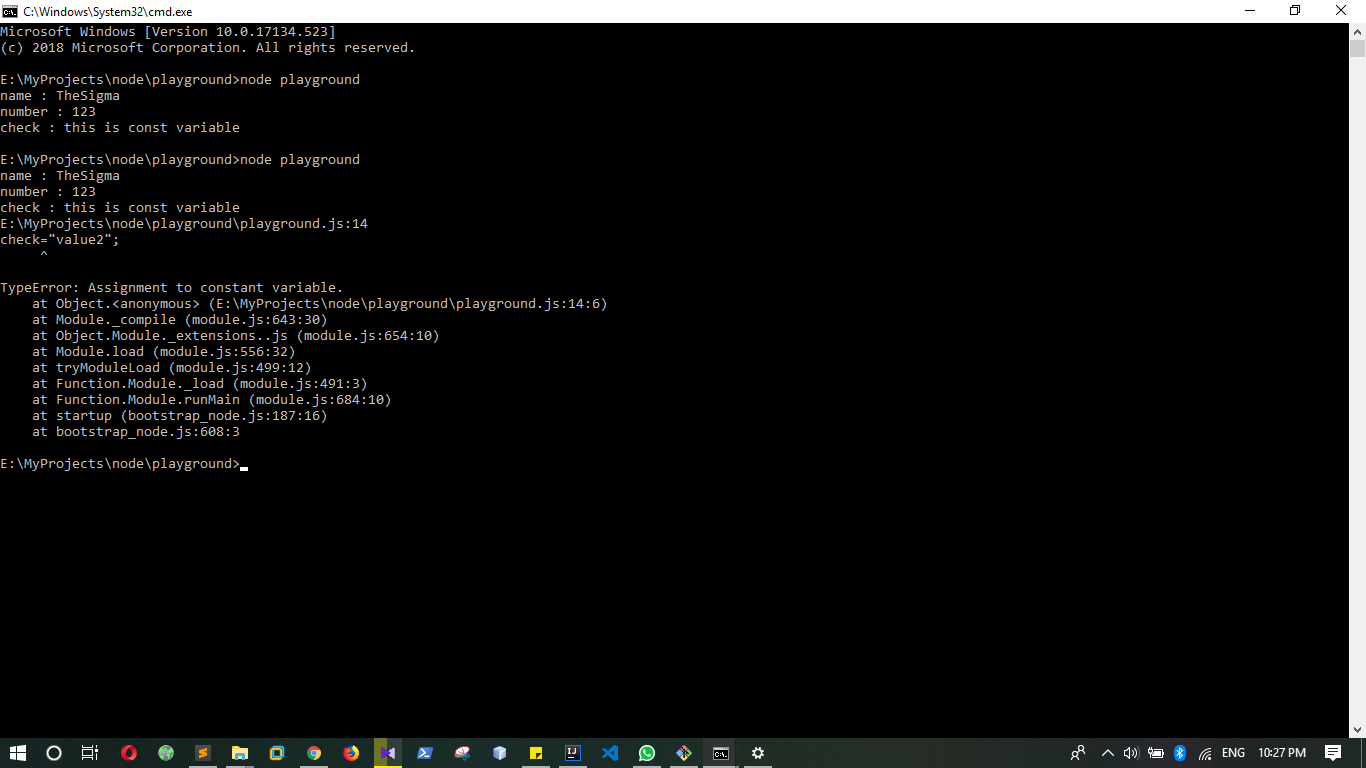 C:\Windows\System32\cmd.exe
Microsoft Windows [Version 10.0.17134.523]
(c) 2018 Microsoft Corporation. All rights reserved.
E:\MyProjects\node\playground>node playground
name : TheSigma
number : 123
check : this is const variable
E:\MyProjects\node\playground>node playground
name : TheSigma
number : 123
check : this is const variable
E:\MyProjects\node\playground\playground.js:14
check="value2";
     ^
TypeError: Assignment to constant variable.
    at Object.<anonymous> (E:\MyProjects\node\playground\playground.js:14:6)
    at Module._compile (module.js:643:30)
    at Object.Module._extensions..js (module.js:654:10)
    at Module.load (module.js:556:32)
    at tryModuleLoad (module.js:499:12)
    at Function.Module._load (module.js:491:3)
    at Function.Module.runMain (module.js:684:10)
    at startup (bootstrap_node.js:187:16)
    at bootstrap_node.js:608:3
E:\MyProjects\node\playground>
ENG
10:27 PM